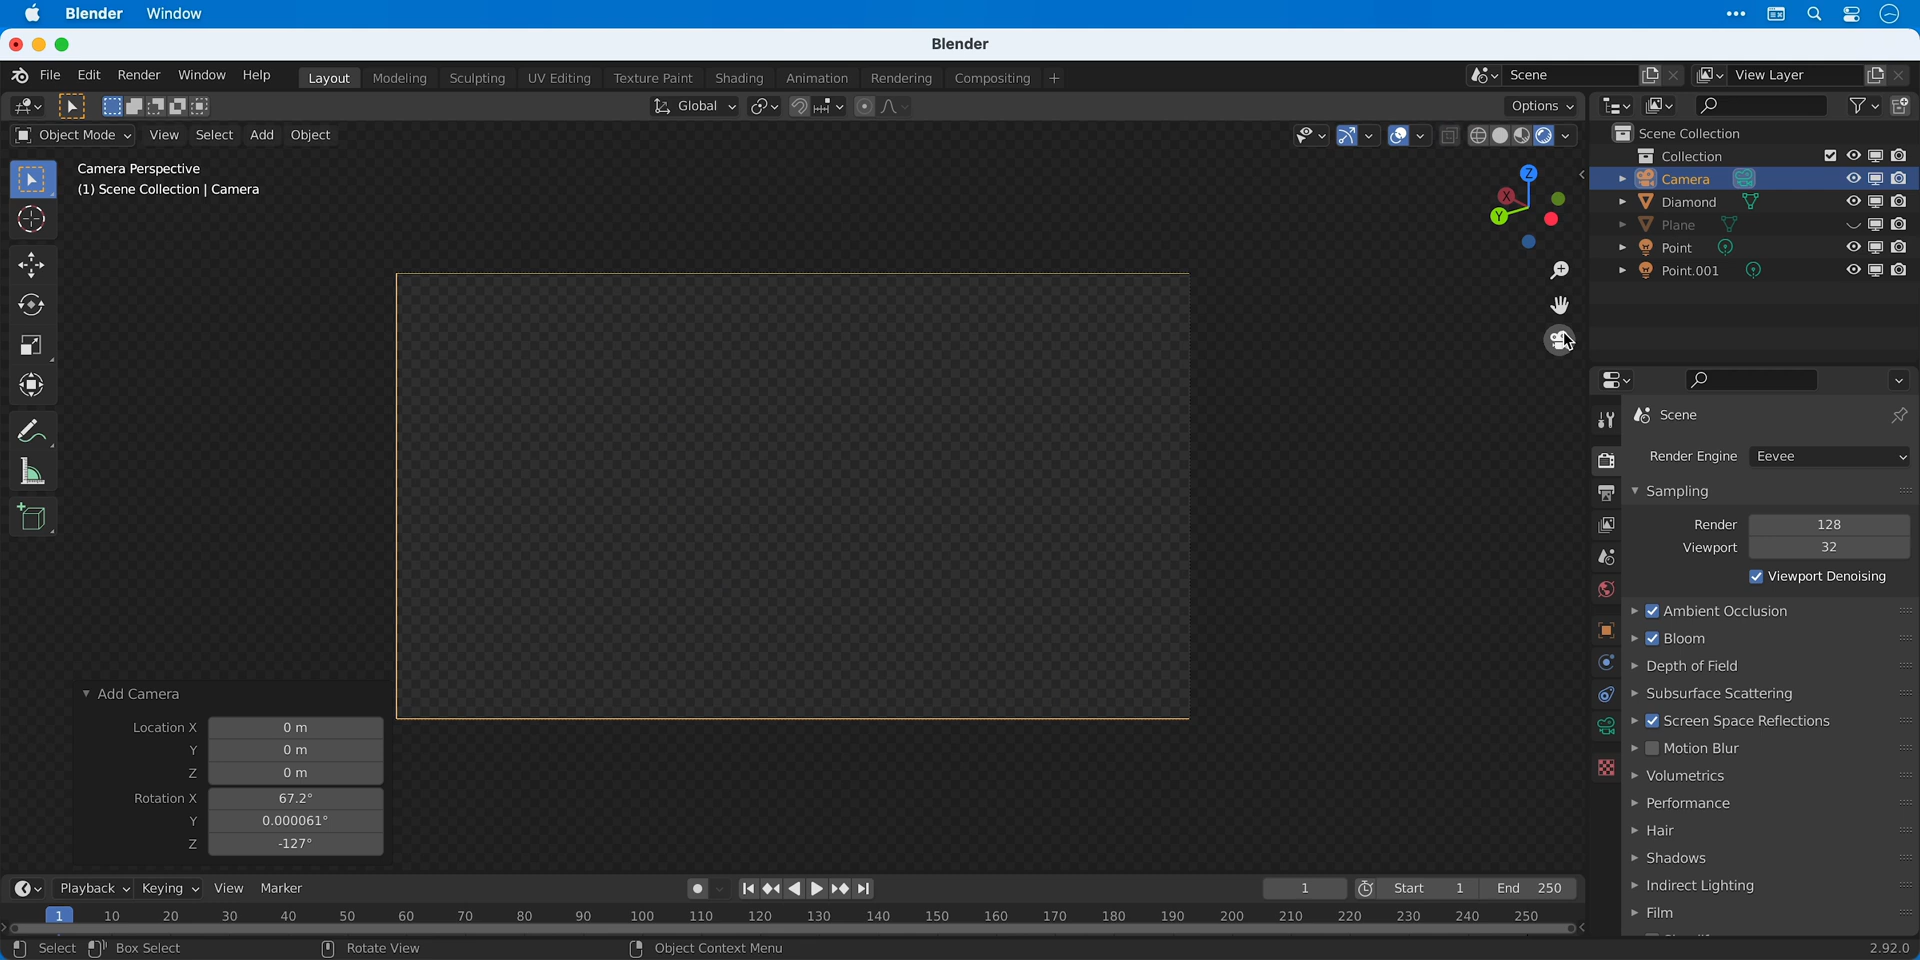 Blender Window
Blender
File Edit Render Window Help Layout Modeling Sculpting UV Editing Texture Paint Shading Animation Rendering Compositing + Scene View Layer
Global Options
Object Mode View Select Add Object
Camera Perspective
(1) Scene Collection | Camera
Z
X
Y
Scene Collection
Collection
Camera
Diamond
Plane
Point
Point.001
Scene
Render Engine Eevee
Sampling
Render 128
Viewport 32
Viewport Denoising
Ambient Occlusion
Bloom
Depth of Field
Subsurface Scattering
Screen Space Reflections
Motion Blur
Volumetrics
Performance
Hair
Shadows
Indirect Lighting
Film
Add Camera
Location X 0 m
Y 0 m
Z 0 m
Rotation X 67.2°
Y 0.000061°
Z -127°
Playback Keying View Marker 1 Start 1 End 250
1 10 20 30 40 50 60 70 80 90 100 110 120 130 140 150 160 170 180 190 200 210 220 230 240 250
Select Box Select Rotate View Object Context Menu 2.92.0